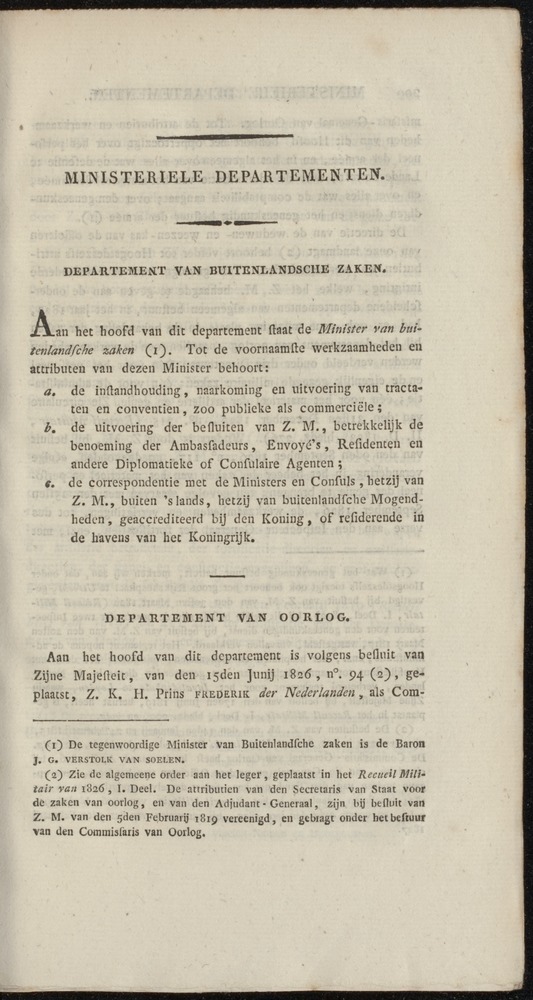 MINISTERIELE DEPARTEMENTEN.
DEPARTEMENT VAN BUITENLANDSCHE ZAKEN.
Aan het hoofd van dit departement ſtaat de Minister van bui-
tenlandſche zaken (1). Tot de voornaamſte werkzaamheden en
attributen van dezen Minister behoort:
a. de inſtandhouding, naarkoming en uitvoering van tracta-
ten en conventien, zoo publieke als commerciële;
b. de uitvoering der beſluiten van Z. M., betrekkelijk de
benoeming der Ambasſadeurs, Envoyé's, Reſidenten en
andere Diplomatieke of Conſulaire Agenten;
c. de correspondentie met de Ministers en Conſuls, hetzij van
Z. M., buiten 'slands, hetzij van buitenlandſche Mogend-
heden, geaccrediteerd bij den Koning, of reſiderende in
de havens van het Koningrijk.
DEPARTEMENT VAN OORLOG.
Aan het hoofd van dit departement is volgens beſluit van
Zijne Majeſteit, van den 15den Junij 1826, n°. 94 (2), ge-
plaatst, Z. K. H. Prins FREDERIK der Nederlanden, als Com-
(1) De tegenwoordige Minister van Buitenlandſche zaken is de Baron
J. G. VERSTOLK VAN SOELEN.
(2) Zie de algemeene order aan het leger, geplaatst in het Recueil Mili-
tair van 1826, I. Deel. De attributien van den Secretaris van Staat voor
de zaken van oorlog, en van den Adjudant-Generaal, zijn bij beſluit van
Z. M. van den 5den Februarij 1819 vereenigd, en gebragt onder het beſtuur
van den Commisſaris van Oorlog.